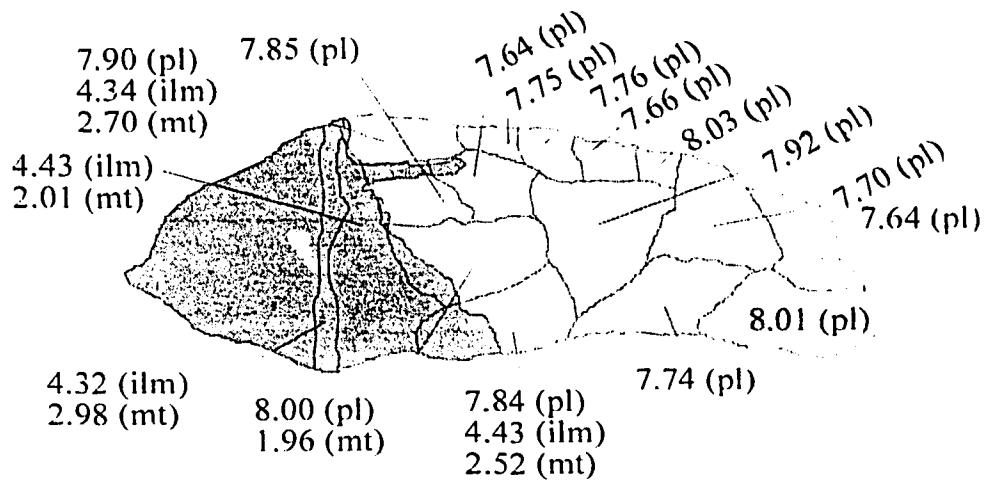 7.90 (pl)
4.34 (ilm)
2.70 (mt)
7.85 (pl)
7.64 (pl)
7.75 (pl)
7.76 (pl)
7.66 (pl)
8.03 (pl)
7.92 (pl)
7.70 (pl)
7.64 (pl)
4.43 (ilm)
2.01 (mt)
8.01 (pl)
4.32 (ilm)
2.98 (mt)
8.00 (pl)
1.96 (mt)
7.84 (pl)
4.43 (ilm)
2.52 (mt)
7.74 (pl)